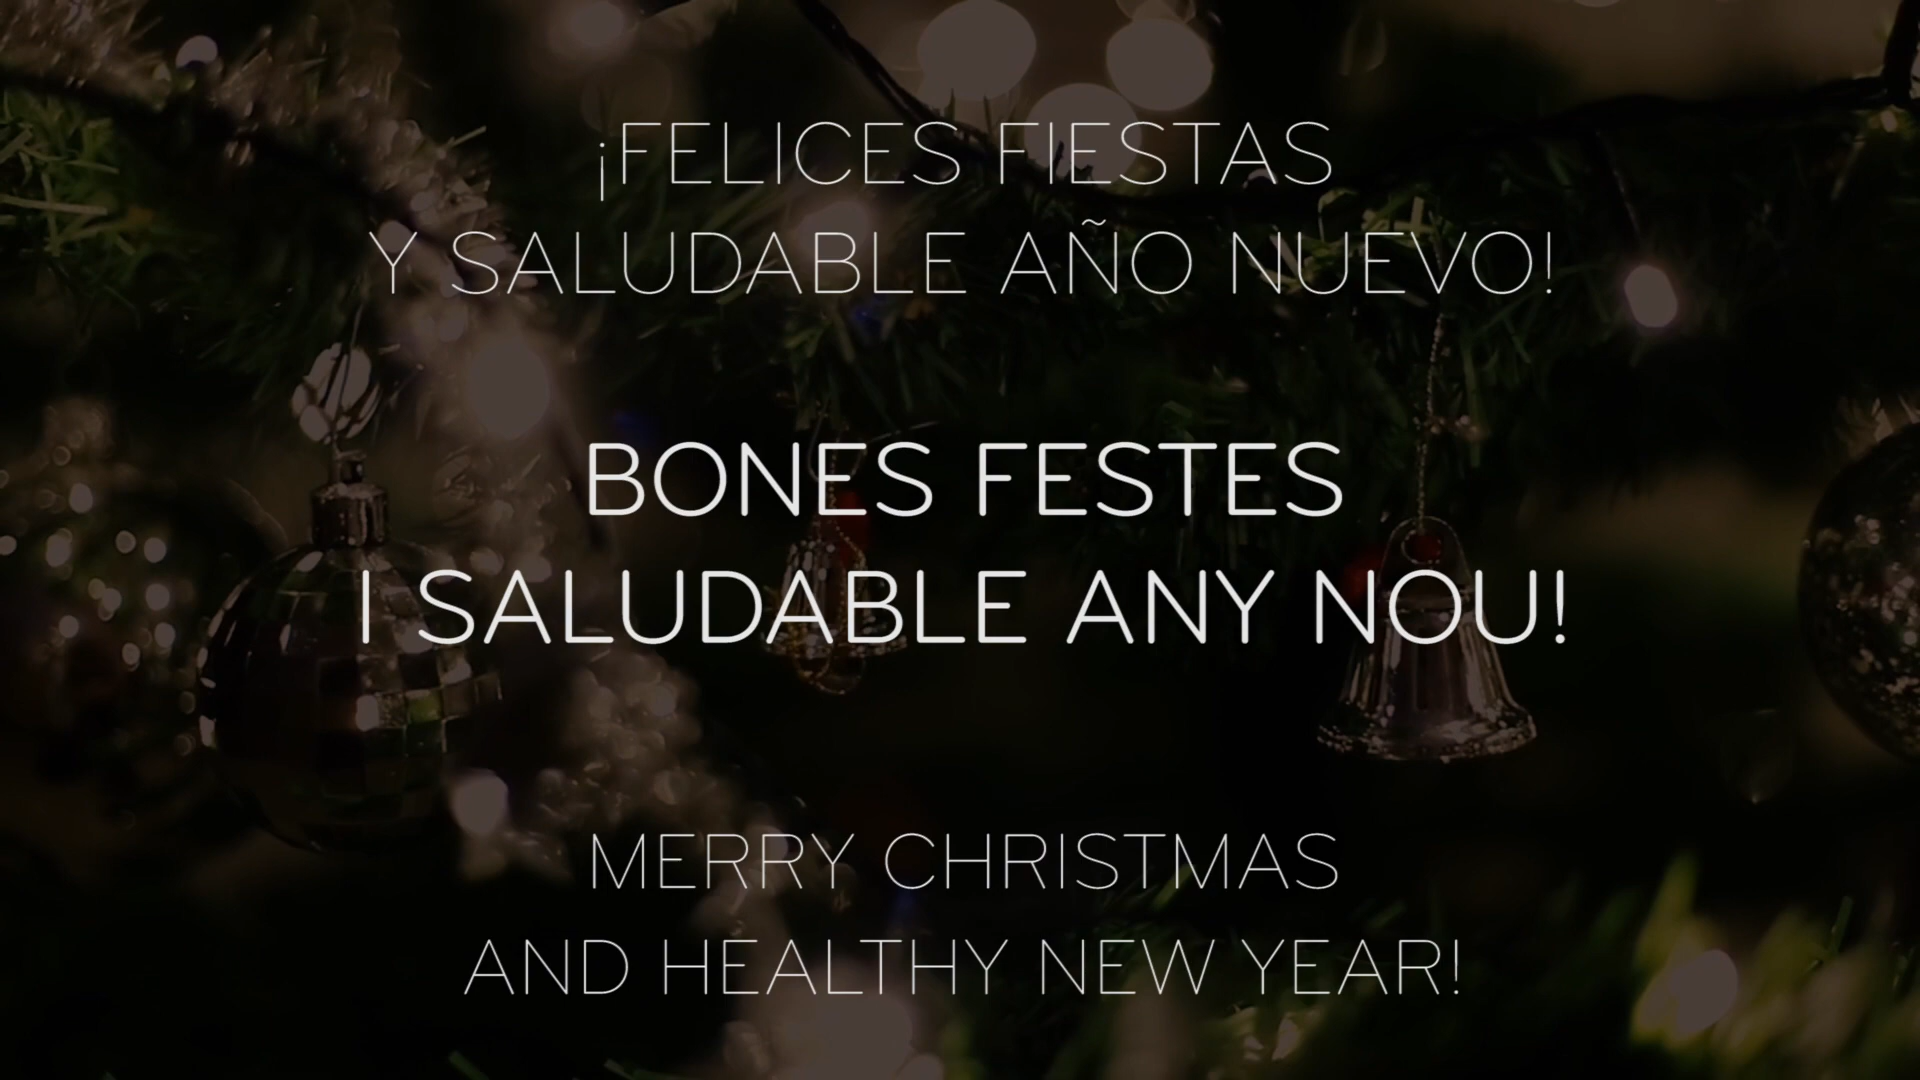 ¡FELICES FIESTAS
Y SALUDABLE AÑO NUEVO!
BONES FESTES
I SALUDABLE ANY NOU!
MERRY CHRISTMAS
AND HEALTHY NEW YEAR!